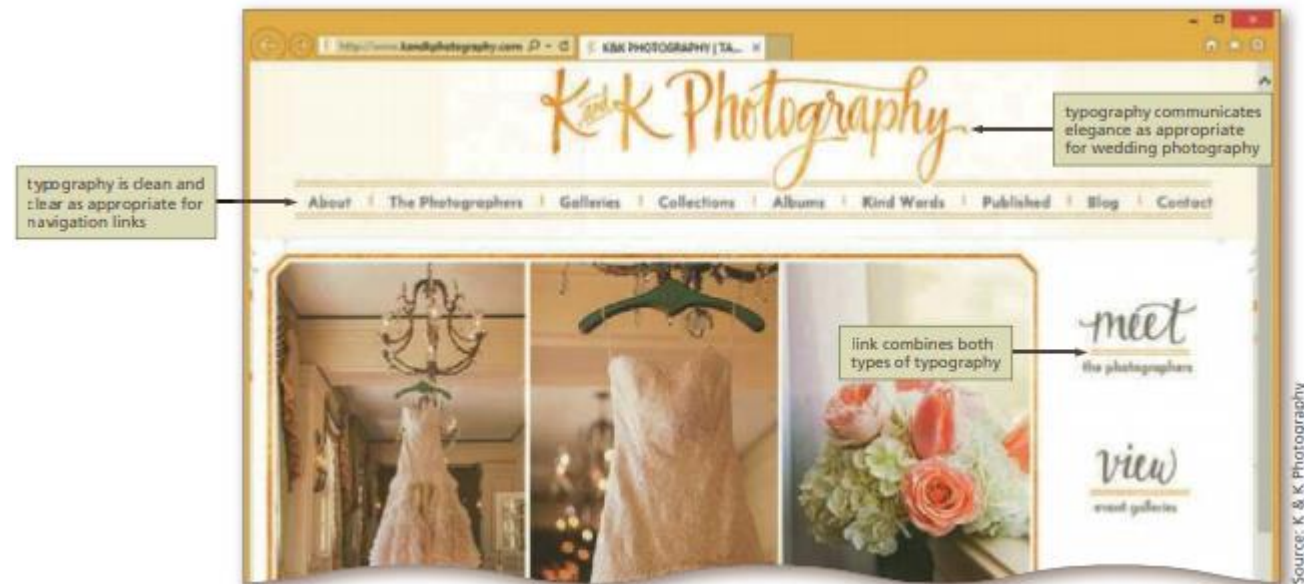 http://www.kandkphotography.com
K&K PHOTOGRAPHY | TA...
K and K Photography
typography communicates
elegance as appropriate
for wedding photography
typography is clean and
clear as appropriate for
navigation links
About The Photographers Galleries Collections Albums Kind Words Published Blog Contact
meet
the photographers
link combines both
types of typography
view
event galleries
Source: K & K Photography